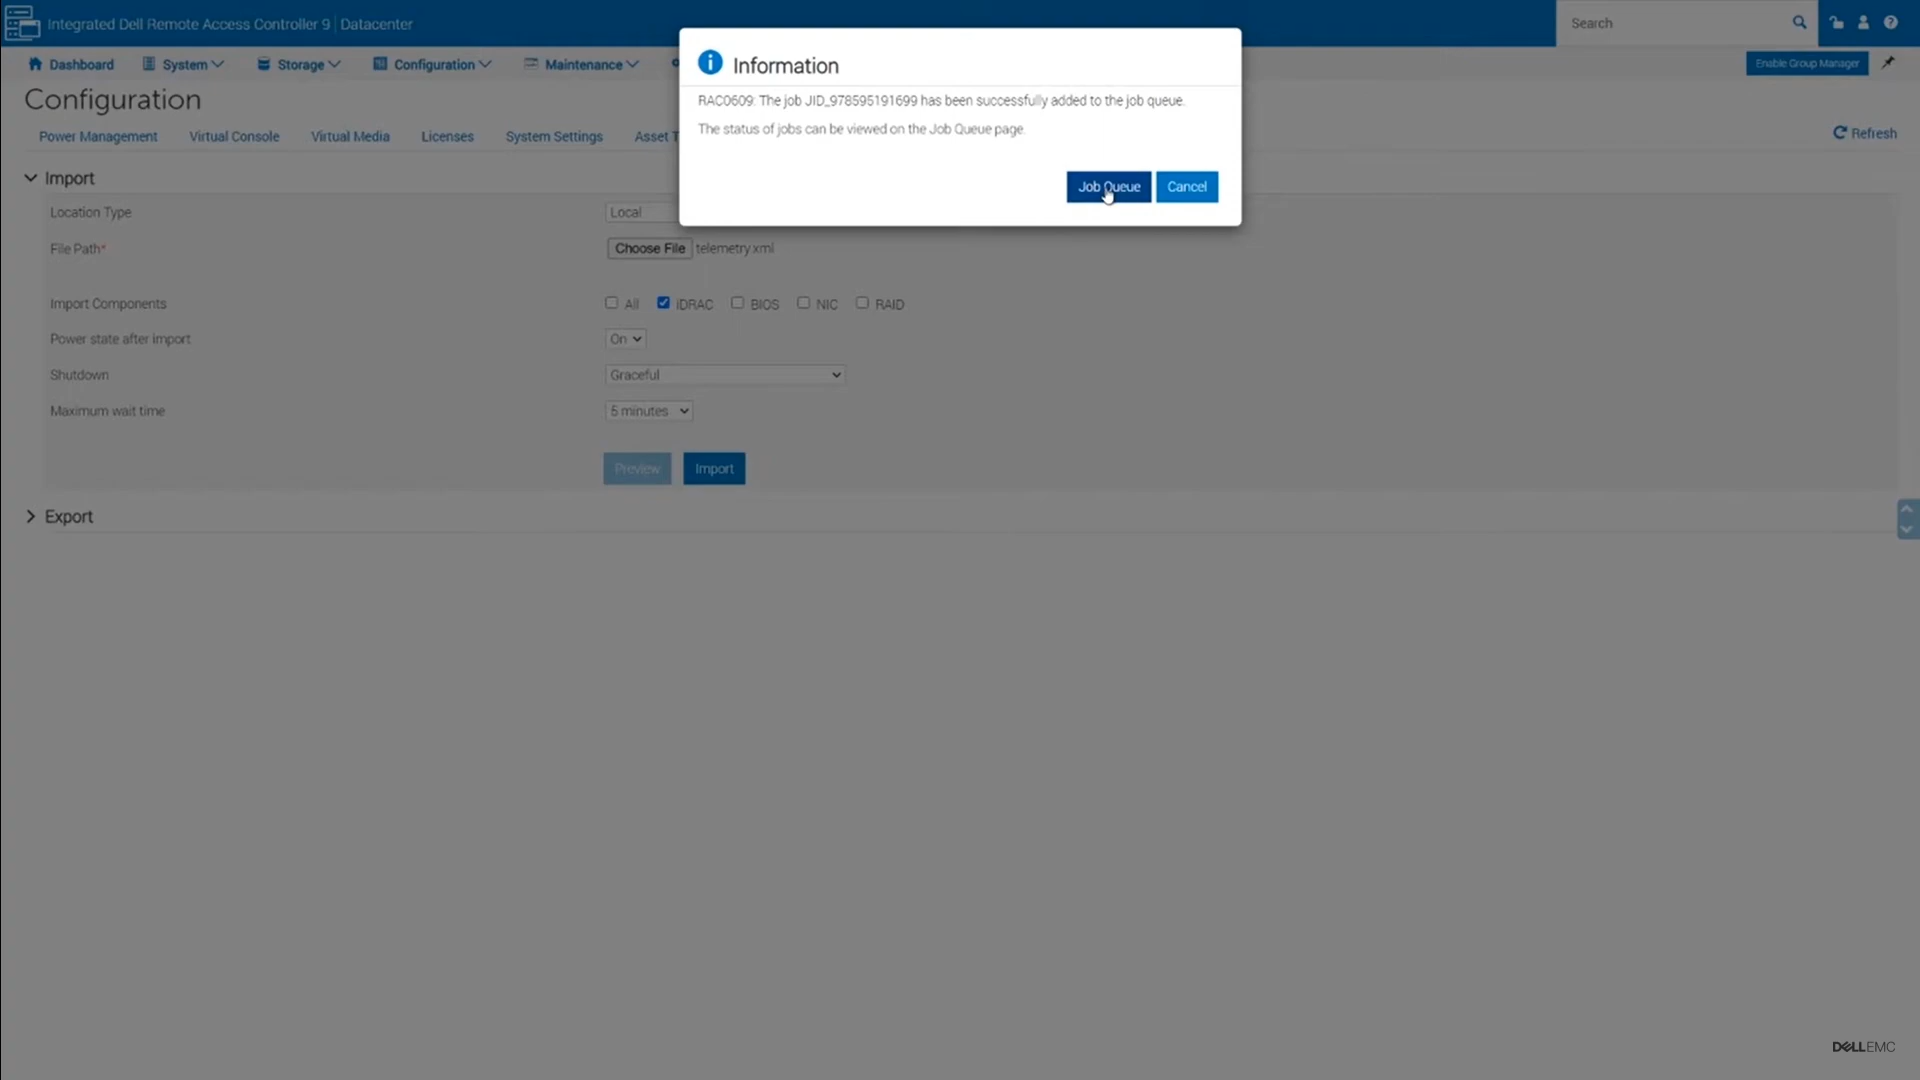 Integrated Dell Remote Access Controller 9 | Datacenter
Search
Dashboard System Storage Configuration Maintenance
Enable Group Manager
Information
RAC0609: The job JID_978595191699 has been successfully added to the job queue.
The status of jobs can be viewed on the Job Queue page.
Job Queue Cancel
Configuration
Power Management Virtual Console Virtual Media Licenses System Settings Asset T
Refresh
Import
Location Type Local
File Path* Choose File telemetry.xml
Import Components All iDRAC BIOS NIC RAID
Power state after import On
Shutdown Graceful
Maximum wait time 5 minutes
Preview Import
Export
DELLEMC